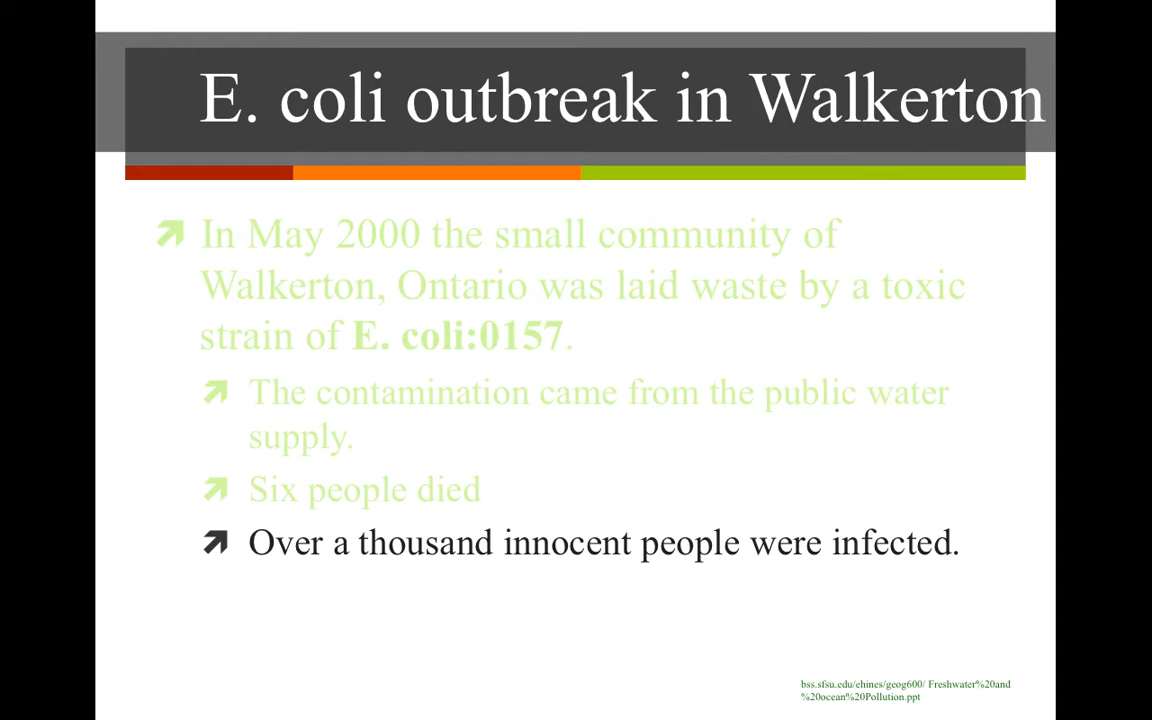 E. coli outbreak in Walkerton
In May 2000 the small community of
Walkerton, Ontario was laid waste by a toxic
strain of E. coli:0157.
The contamination came from the public water
supply.
Six people died
Over a thousand innocent people were infected.
bss.sfsu.edu/ehines/geog600/ Freshwater%20and
%20ocean%20Pollution.ppt